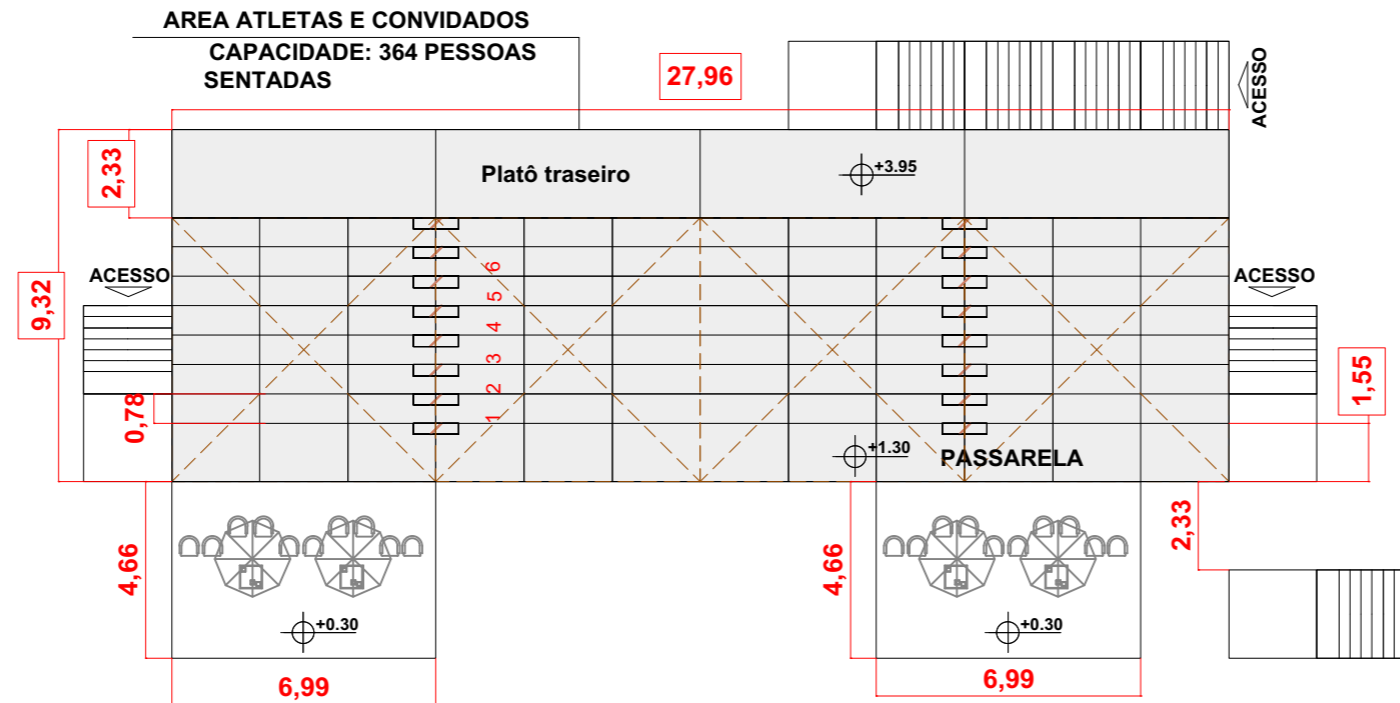 AREA ATLETAS E CONVIDADOS
CAPACIDADE: 364 PESSOAS
SENTADAS
27,96
ACESSO
2,33
Platô traseiro
+3.95
9,32
ACESSO
ACESSO
6
5
4
3
2
1
0,78
1,55
+1.30
PASSARELA
4,66
4,66
2,33
+0.30
+0.30
6,99
6,99